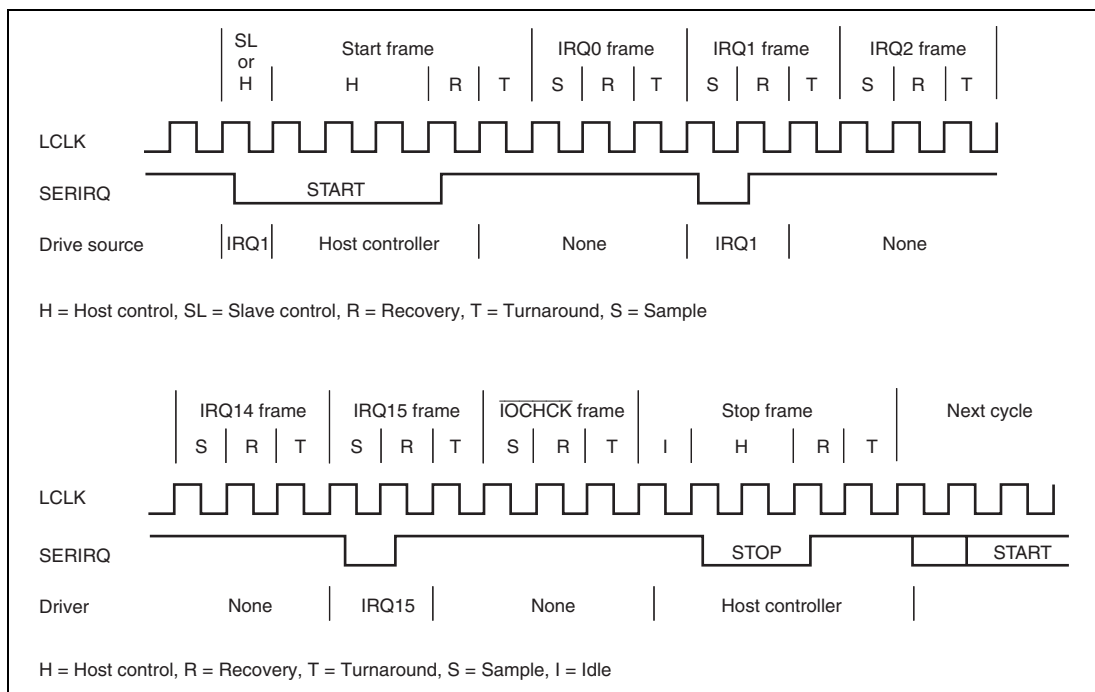 SL
or
H
Start frame
IRQ0 frame
IRQ1 frame
IRQ2 frame
H R T S R T S R T S R T
LCLK
SERIRQ
START
Drive source
IRQ1
Host controller
None
IRQ1
None
H = Host control, SL = Slave control, R = Recovery, T = Turnaround, S = Sample
IRQ14 frame
IRQ15 frame
IOCHCK frame
Stop frame
Next cycle
S R T S R T S R T I H R T
LCLK
SERIRQ
STOP
START
Driver
None
IRQ15
None
Host controller
H = Host control, R = Recovery, T = Turnaround, S = Sample, I = Idle